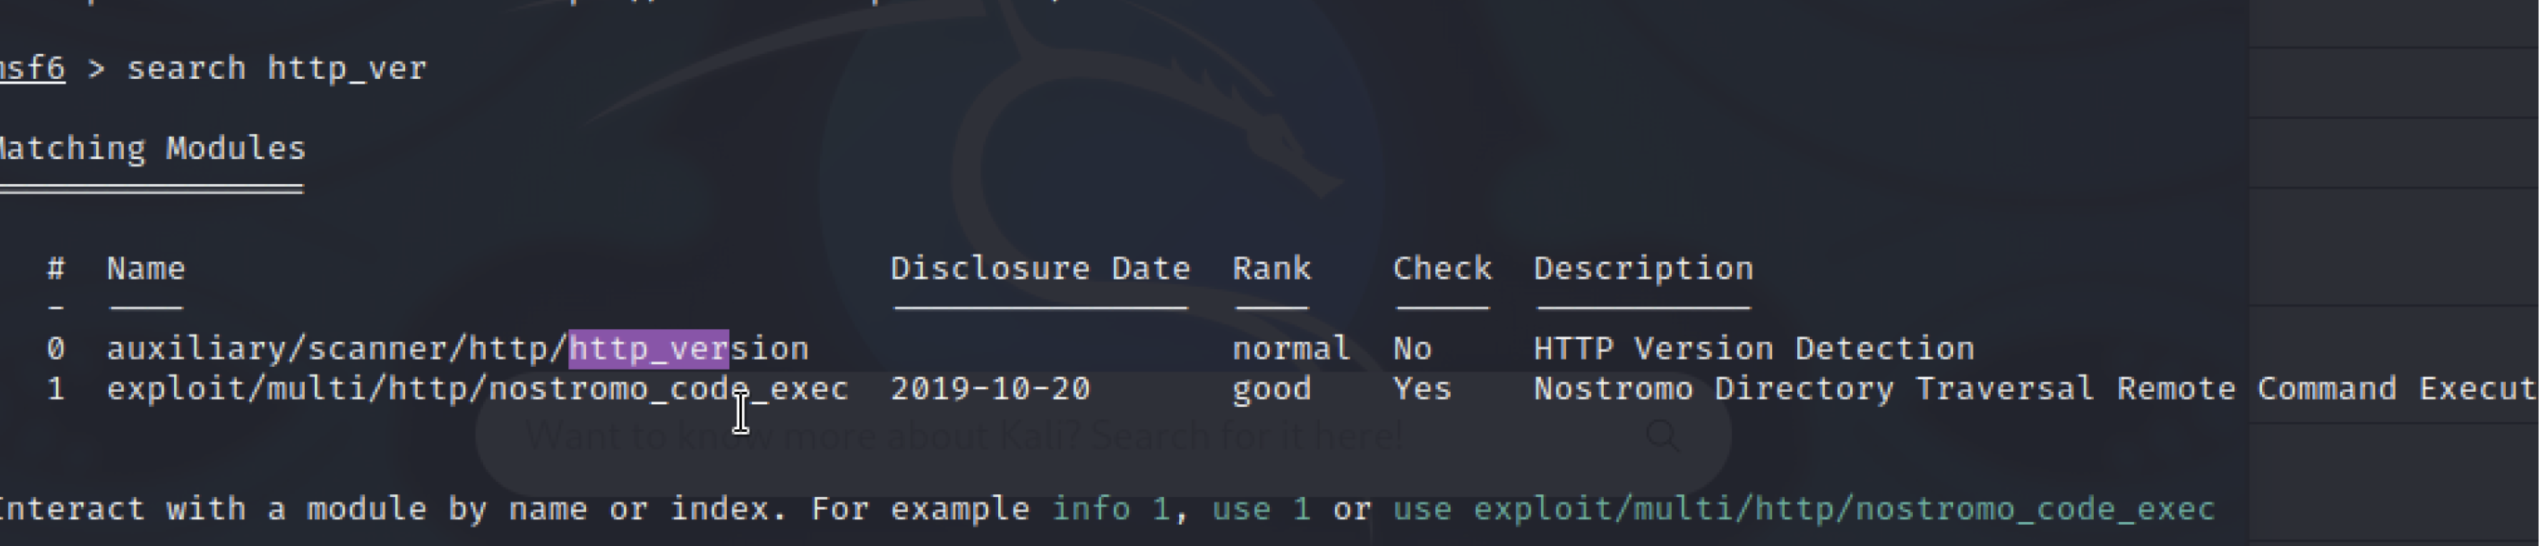 msf6 > search http_ver
Matching Modules
# Name Disclosure Date Rank Check Description
- ---- --------------- ---- ----- -----------
0 auxiliary/scanner/http/http_version normal No HTTP Version Detection
1 exploit/multi/http/nostromo_code_exec 2019-10-20 good Yes Nostromo Directory Traversal Remote Command Execut
Want to know more about Kali? Search for it here!
Interact with a module by name or index. For example info 1, use 1 or use exploit/multi/http/nostromo_code_exec